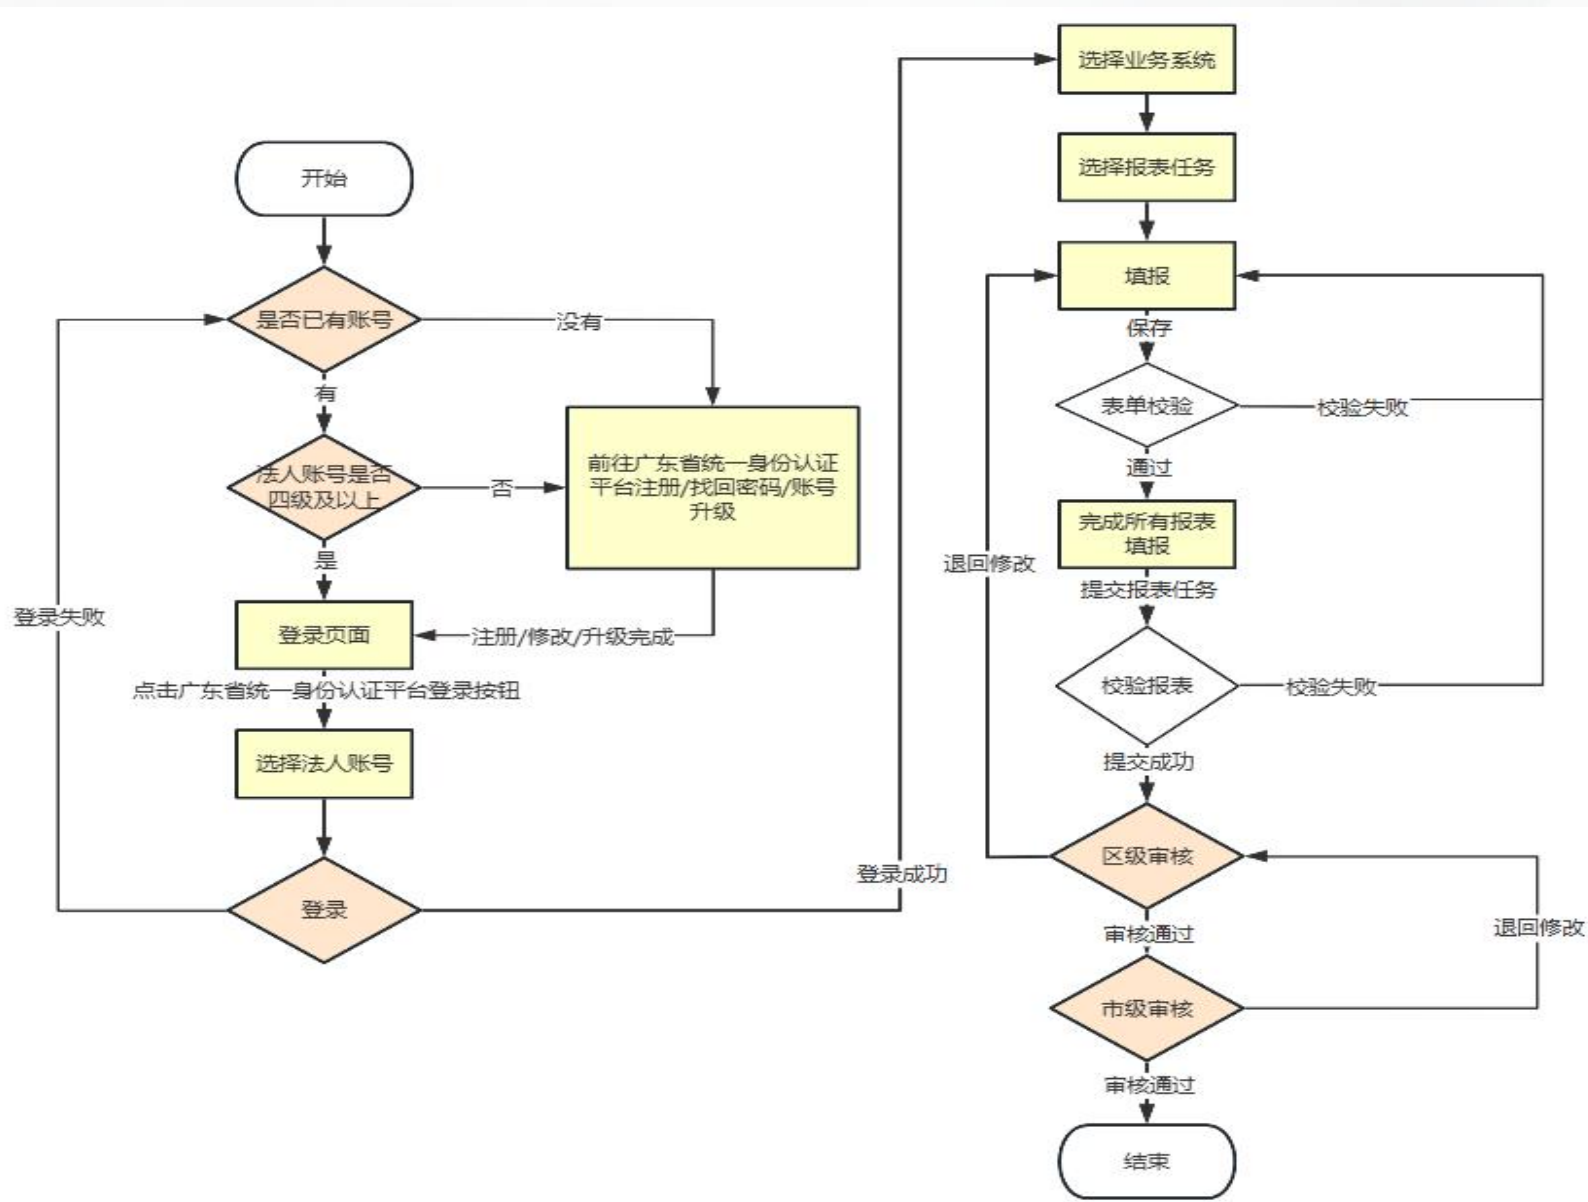 开始
是否已有账号
没有
有
法人账号是否
四级及以上
否
前往广东省统一身份认证
平台注册/找回密码/账号
升级
是
登录失败
登录页面
注册/修改/升级完成
点击广东省统一身份认证平台登录按钮
选择法人账号
登录
登录成功
选择业务系统
选择报表任务
填报
保存
表单校验
校验失败
通过
完成所有报表
填报
退回修改
提交报表任务
校验报表
校验失败
提交成功
区级审核
审核通过
退回修改
市级审核
审核通过
结束